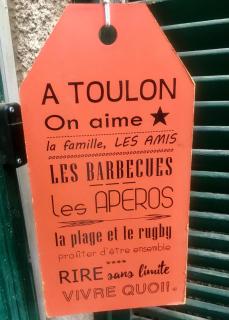 A TOULON
On aime ★
la famille, LES AMIS
LES BARBECUES
les APEROS
la plage et le rugby
profiter d'être ensemble
RIRE sans limite
VIVRE QUOI!